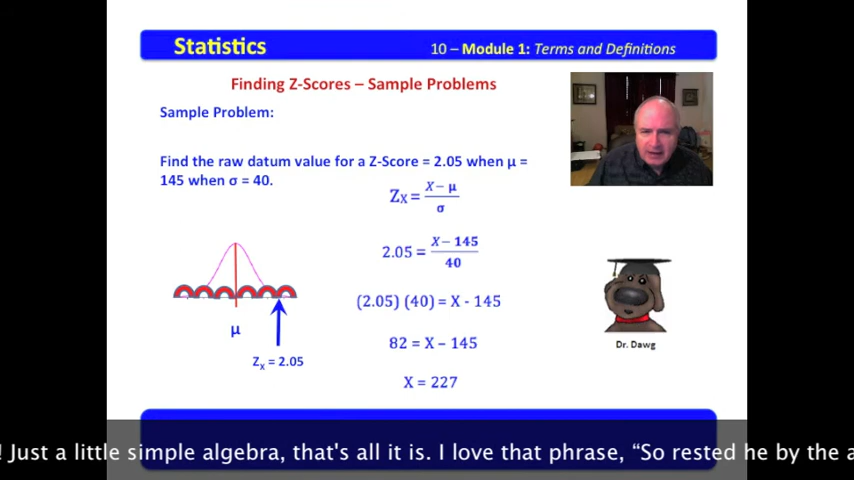 Statistics
10 – Module 1: Terms and Definitions
Finding Z-Scores – Sample Problems
Sample Problem:
Find the raw datum value for a Z-Score = 2.05 when μ =
145 when σ = 40.
Zx = (X – μ) / σ
2.05 = (X – 145) / 40
(2.05) (40) = X - 145
82 = X – 145
X = 227
μ
Zx = 2.05
Dr. Dawg
! Just a little simple algebra, that's all it is. I love that phrase, “So rested he by the